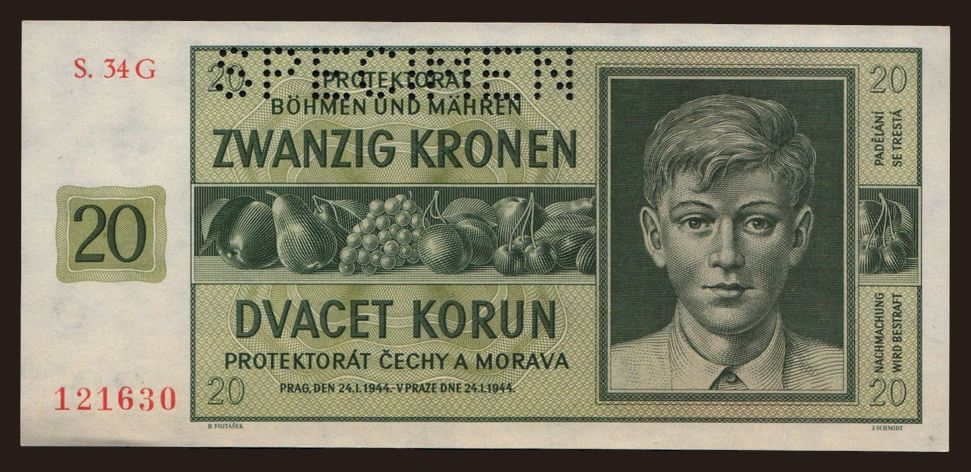 SPECIMEN
S. 34 G
20
PROTEKTORAT
BÖHMEN UND MÄHREN
ZWANZIG KRONEN
20
DVACET KORUN
PROTEKTORÁT ČECHY A MORAVA
PRAG, DEN 24.I.1944. V PRAZE DNE 24.I.1944.
20
121630
20
PADĚLÁNÍ
SE TRESTÁ
NACHMACHUNG
WIRD BESTRAFT
20
B. FOJTÁŠEK
J. SCHMIDT